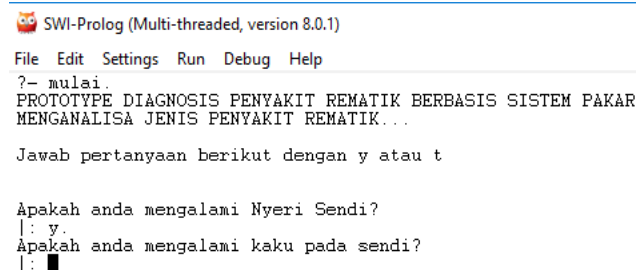 SWI-Prolog (Multi-threaded, version 8.0.1)
File Edit Settings Run Debug Help
?- mulai.
PROTOTYPE DIAGNOSIS PENYAKIT REMATIK BERBASIS SISTEM PAKAR
MENGANALISA JENIS PENYAKIT REMATIK...
Jawab pertanyaan berikut dengan y atau t
Apakah anda mengalami Nyeri Sendi?
|: y.
Apakah anda mengalami kaku pada sendi?
|: